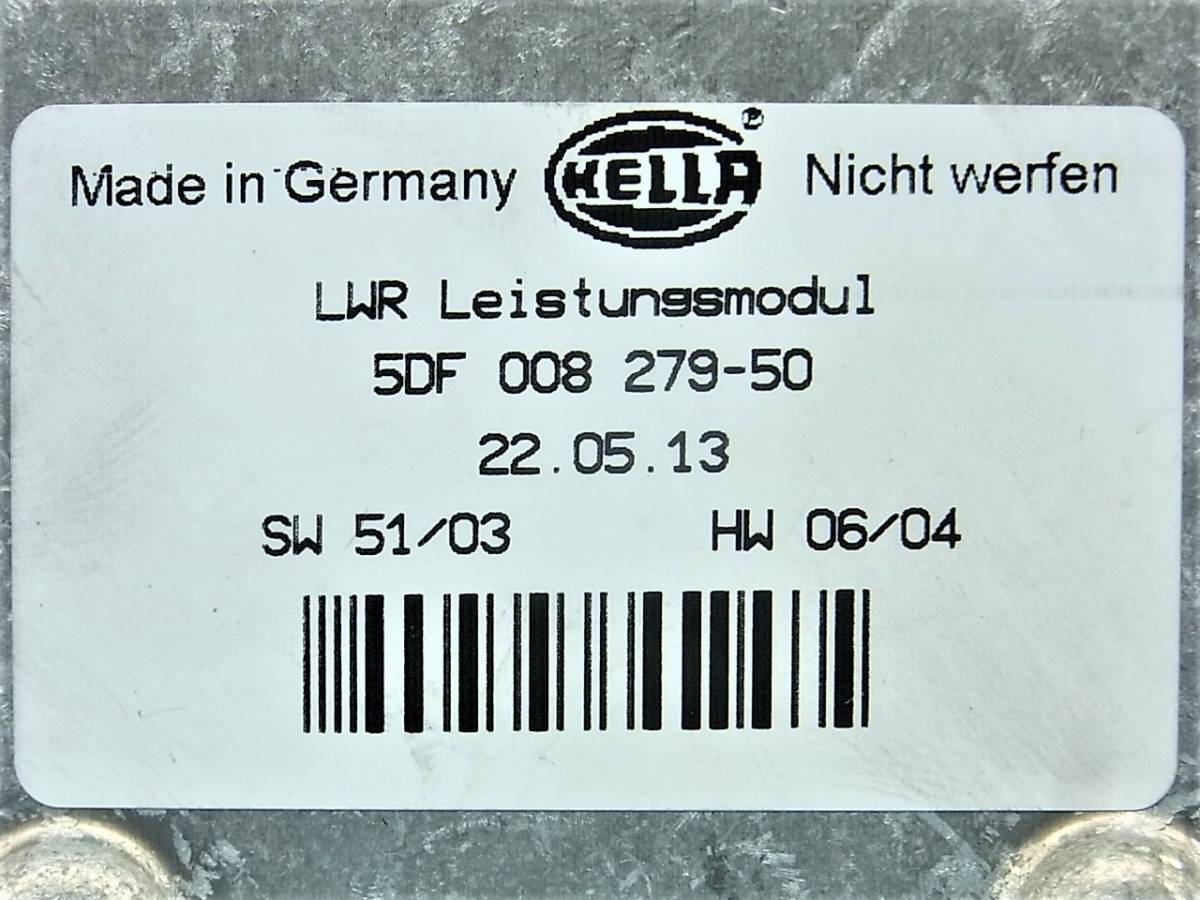 Made in Germany HELLA Nicht werfen
LWR Leistungsmodul
5DF 008 279-50
22.05.13
SW 51/03 HW 06/04